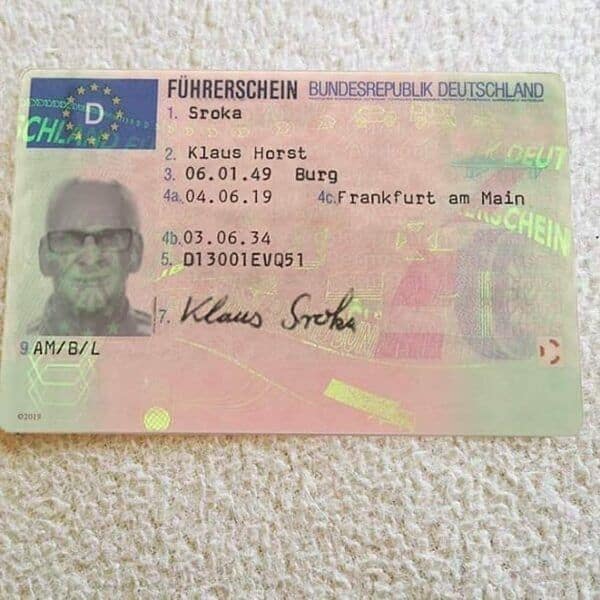 D
FÜHRERSCHEIN BUNDESREPUBLIK DEUTSCHLAND
1. Sroka
2. Klaus Horst
3. 06.01.49 Burg
4a. 04.06.19 4c. Frankfurt am Main
4b. 03.06.34
5. D13001EVQ51
7. Klaus Sroka
9 AM/B/L
©2019